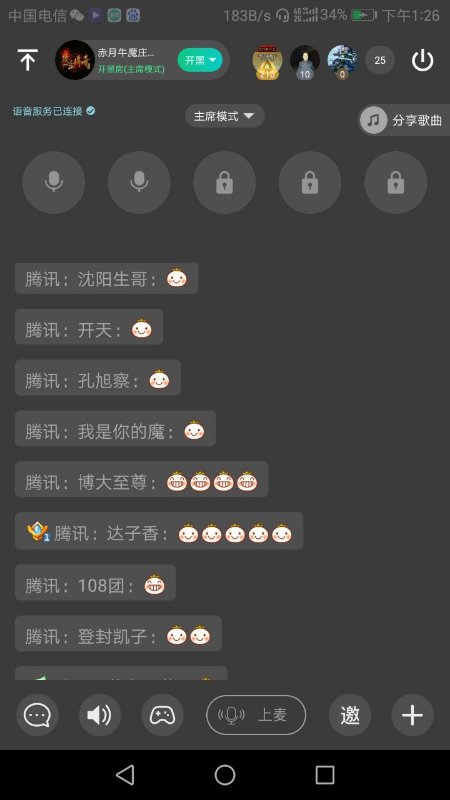 中国电信 183B/s 4G 2G 34% 下午1:26
赤月牛魔庄...
开黑房(主席模式)
开黑
210
10
0
25
语音服务已连接
主席模式
分享歌曲
腾讯：沈阳生哥：
腾讯：开天：
腾讯：孔旭察：
腾讯：我是你的魔：
腾讯：博大至尊：
1 腾讯：达子香：
腾讯：108团：
腾讯：登封凯子：
上麦
邀